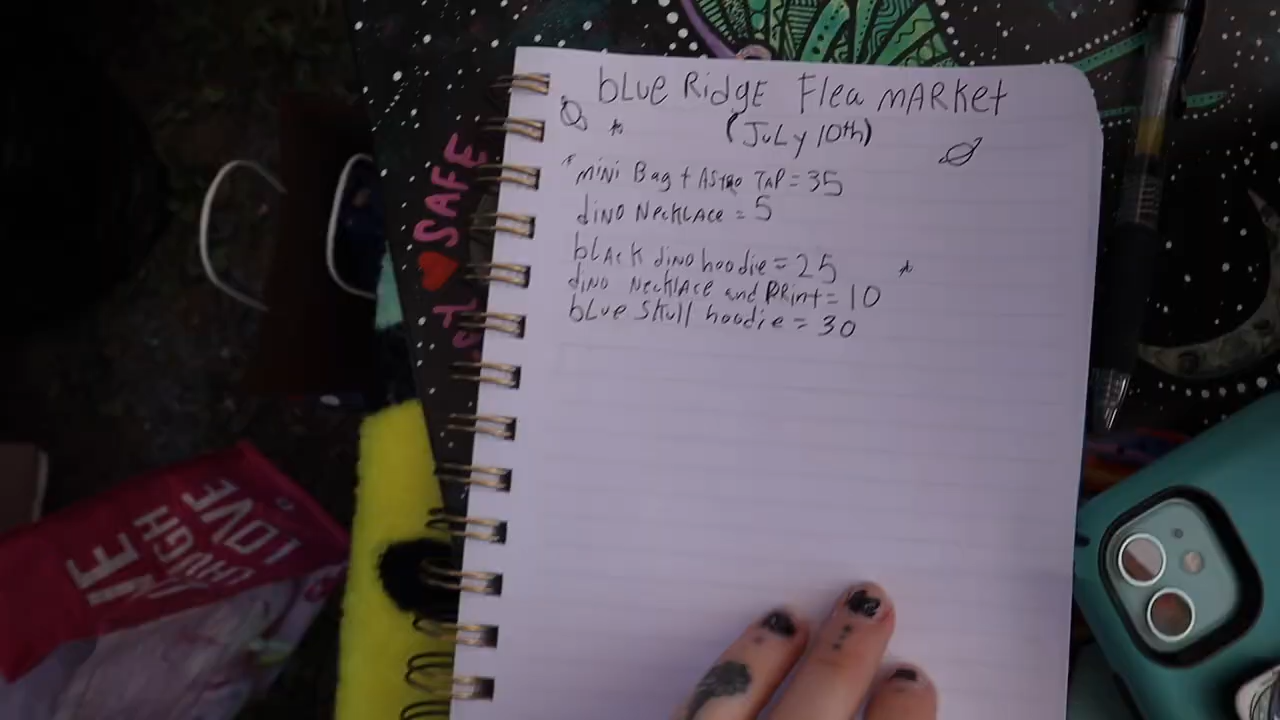 bLUE RidgE FLea MARKet
(JuLy 10th)
miNi Bag + AStRo TAP = 35
diNO NeckLAce = 5
bLAck diNO hoodie = 25
diNO NeckLAce and PRint = 10
bLue Skull hoodie = 30
SAFE
LOVE